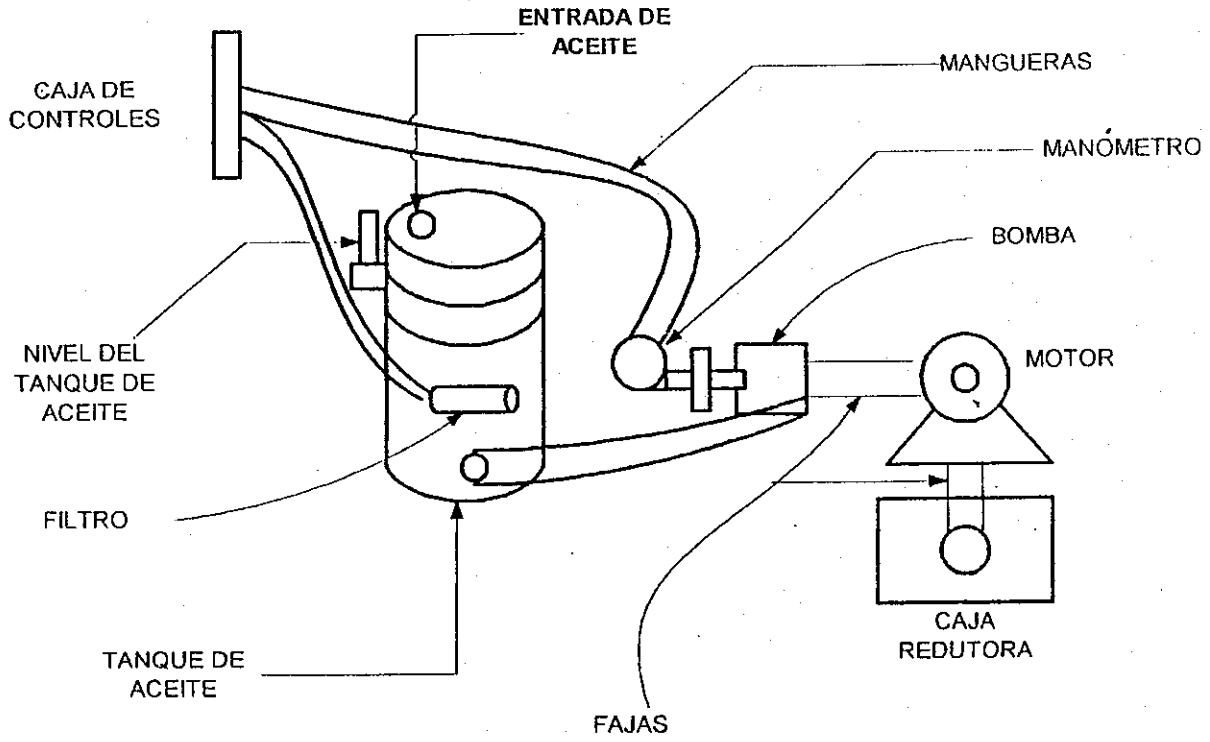 ENTRADA DE
ACEITE
MANGUERAS
CAJA DE
CONTROLES
MANÓMETRO
BOMBA
NIVEL DEL
TANQUE DE
ACEITE
MOTOR
FILTRO
CAJA
REDUTORA
TANQUE DE
ACEITE
FAJAS